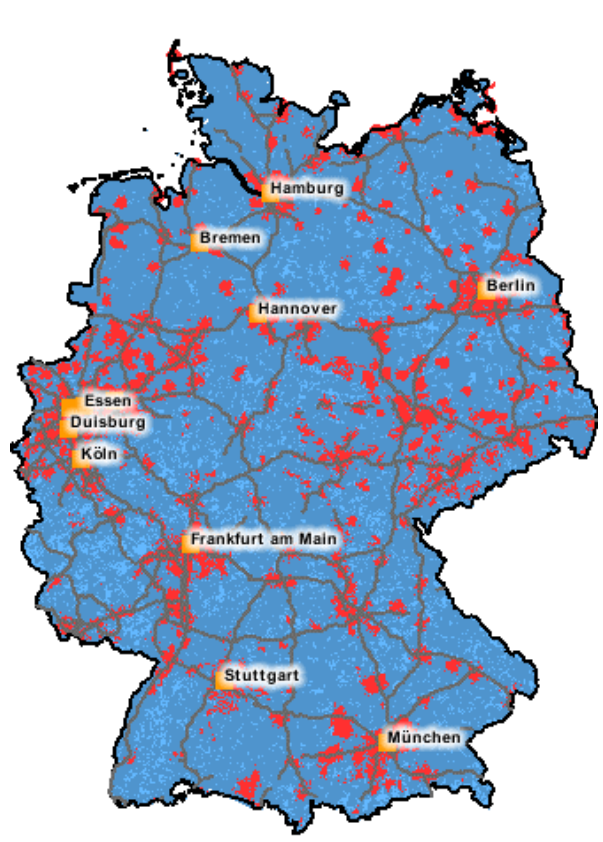 Hamburg
Bremen
Berlin
Hannover
Essen
Duisburg
Köln
Frankfurt am Main
Stuttgart
München